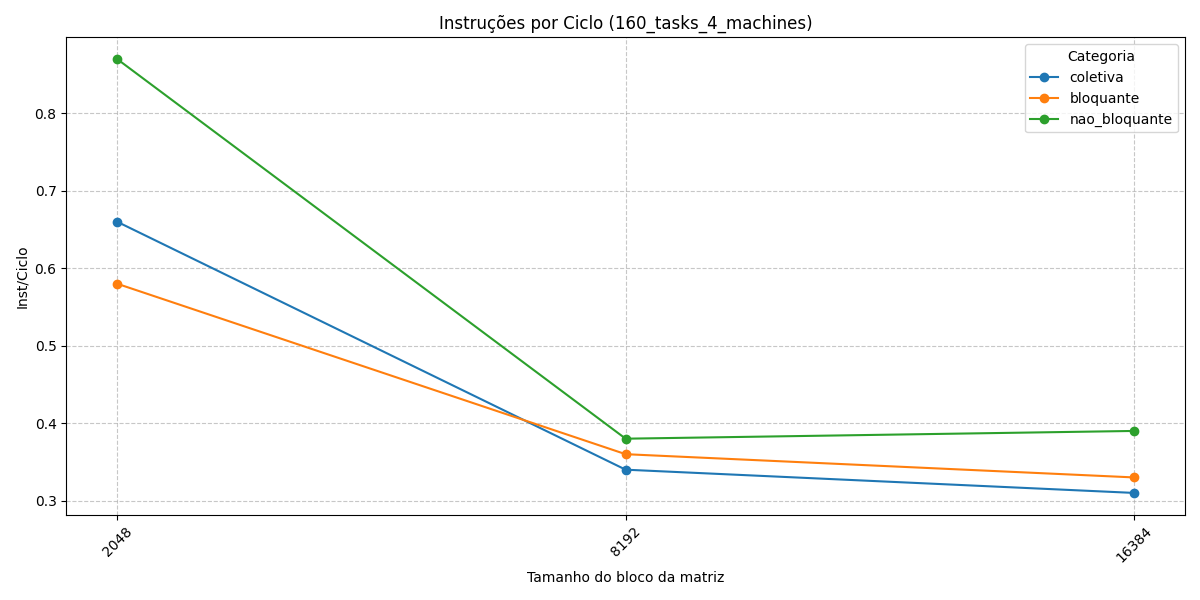 Instruções por Ciclo (160_tasks_4_machines)
Categoria
coletiva
bloquante
nao_bloquante
Inst/Ciclo
0.8
0.7
0.6
0.5
0.4
0.3
2048
8192
16384
Tamanho do bloco da matriz